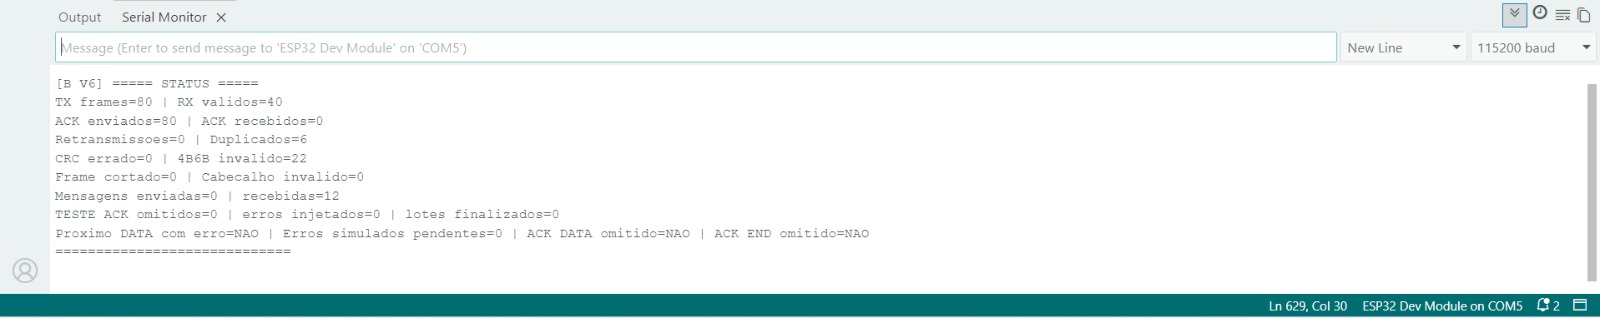 Output
Serial Monitor
Message (Enter to send message to 'ESP32 Dev Module' on 'COM5')
New Line
115200 baud
[B V6] ===== STATUS =====
TX frames=80 | RX validos=40
ACK enviados=80 | ACK recebidos=0
Retransmissoes=0 | Duplicados=6
CRC errado=0 | 4B6B invalido=22
Frame cortado=0 | Cabecalho invalido=0
Mensagens enviadas=0 | recebidas=12
TESTE ACK omitidos=0 | erros injetados=0 | lotes finalizados=0
Proximo DATA com erro=NAO | Erros simulados pendentes=0 | ACK DATA omitido=NAO | ACK END omitido=NAO
=============================
Ln 629, Col 30
ESP32 Dev Module on COM5
2